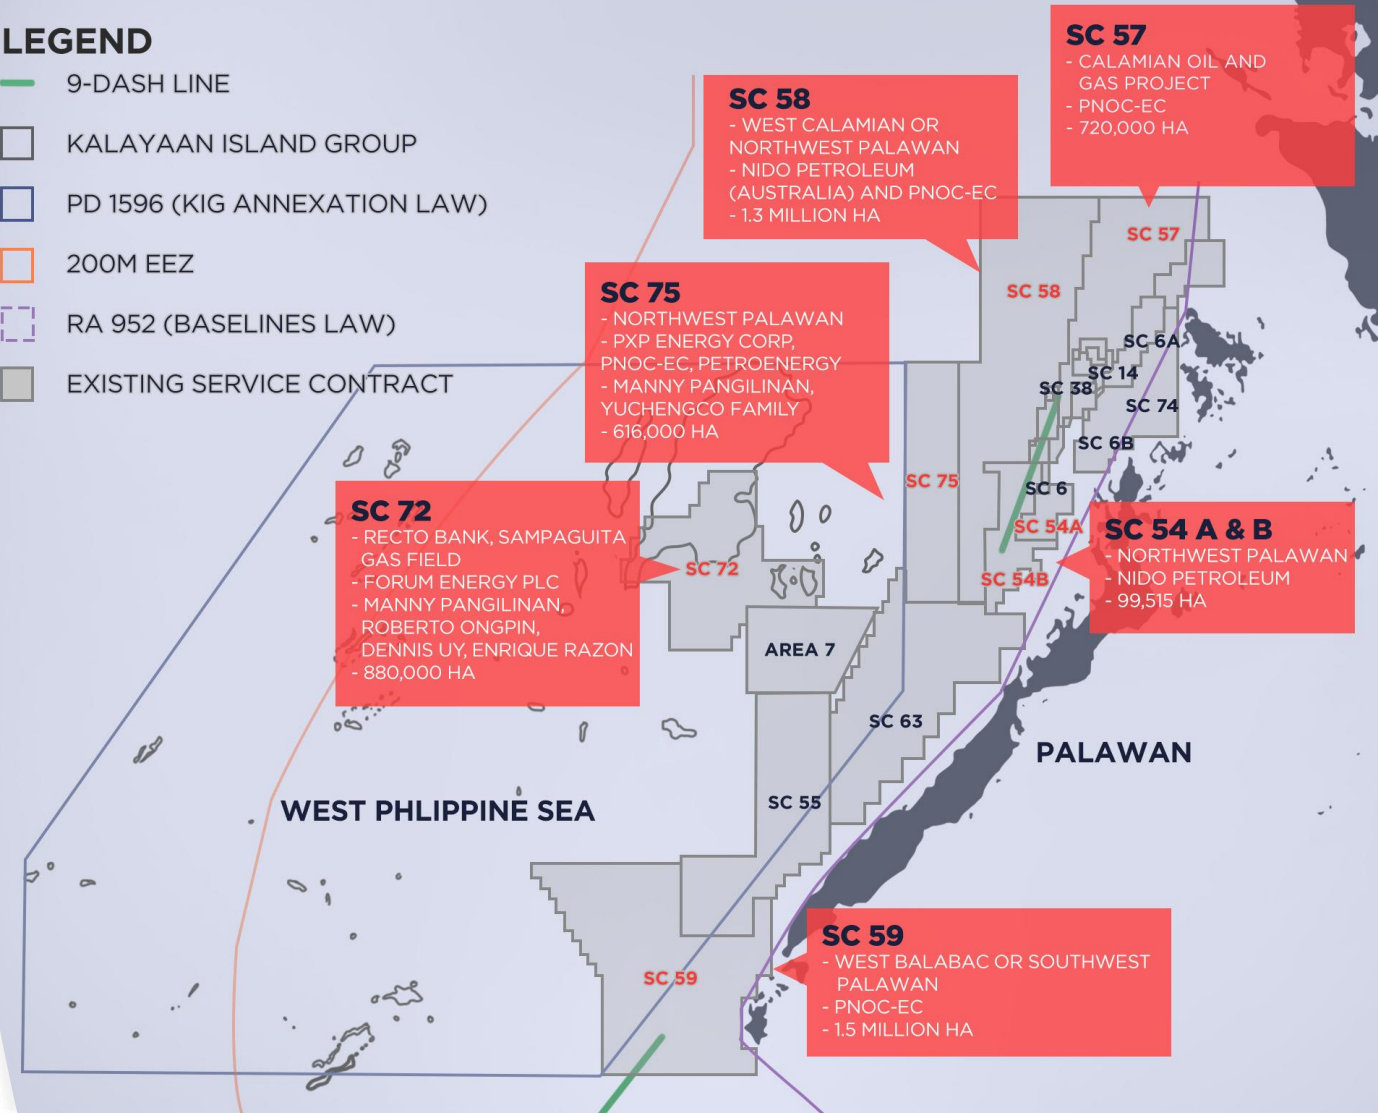 LEGEND
9-DASH LINE
KALAYAAN ISLAND GROUP
PD 1596 (KIG ANNEXATION LAW)
200M EEZ
RA 952 (BASELINES LAW)
EXISTING SERVICE CONTRACT
SC 57
- CALAMIAN OIL AND
GAS PROJECT
- PNOC-EC
- 720,000 HA
SC 58
- WEST CALAMIAN OR
NORTHWEST PALAWAN
- NIDO PETROLEUM
(AUSTRALIA) AND PNOC-EC
- 1.3 MILLION HA
SC 75
- NORTHWEST PALAWAN
- PXP ENERGY CORP,
PNOC-EC, PETROENERGY
- MANNY PANGILINAN,
YUCHENGCO FAMILY
- 616,000 HA
SC 72
- RECTO BANK, SAMPAGUITA
GAS FIELD
- FORUM ENERGY PLC
- MANNY PANGILINAN,
ROBERTO ONGPIN,
DENNIS UY, ENRIQUE RAZON
- 880,000 HA
SC 54 A & B
- NORTHWEST PALAWAN
- NIDO PETROLEUM
- 99,515 HA
SC 59
- WEST BALABAC OR SOUTHWEST
PALAWAN
- PNOC-EC
- 1.5 MILLION HA
SC 57
SC 58
SC 6A
SC 14
SC 38
SC 74
SC 6B
SC 75
SC 6
SC 54A
SC 72
SC 54B
AREA 7
SC 63
PALAWAN
SC 55
WEST PHLIPPINE SEA
SC 59